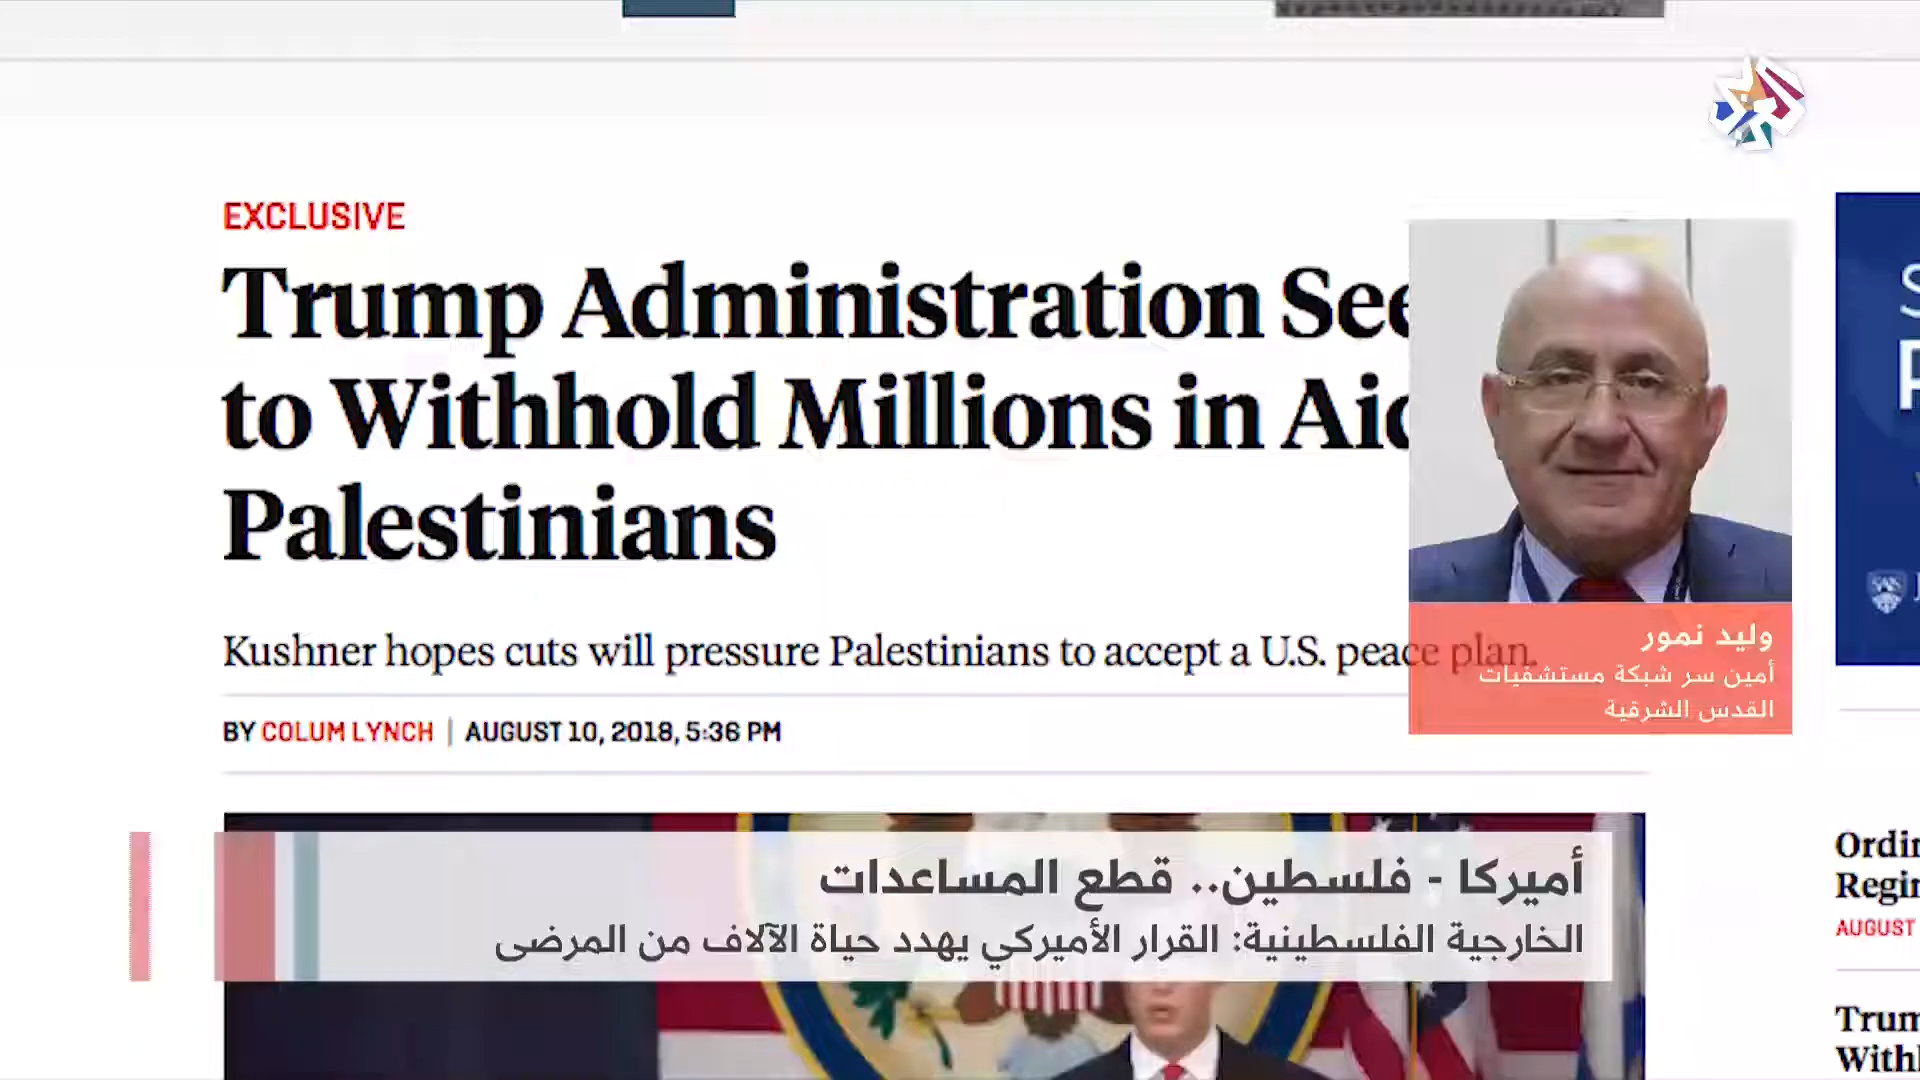 EXCLUSIVE
Trump Administration See
to Withhold Millions in Aid
Palestinians
Kushner hopes cuts will pressure Palestinians to accept a U.S. peace plan.
BY COLUM LYNCH | AUGUST 10, 2018, 5:36 PM
وليد نمور
أمين سر شبكة مستشفيات
القدس الشرقية
أميركا - فلسطين.. قطع المساعدات
الخارجية الفلسطينية: القرار الأميركي يهدد حياة الآلاف من المرضى
Ordin
Regin
AUGUST
Trum
With